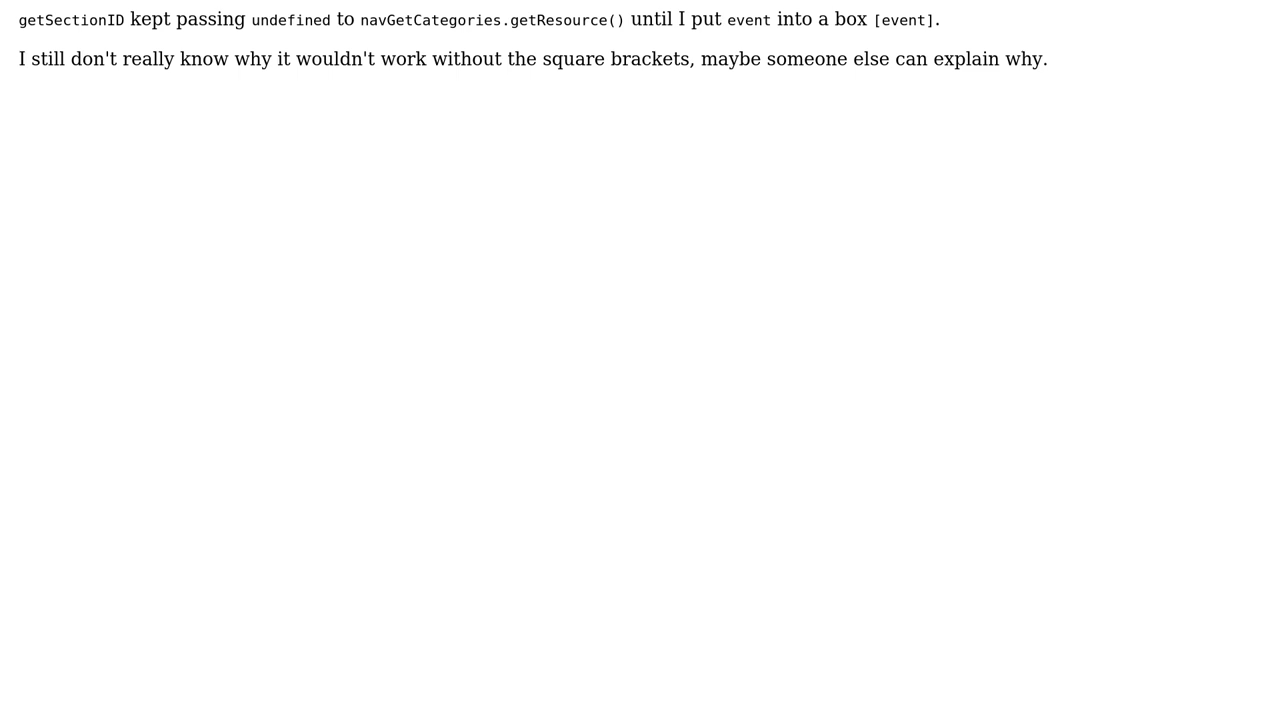 getSectionID kept passing undefined to navGetCategories.getResource() until I put event into a box [event].
I still don't really know why it wouldn't work without the square brackets, maybe someone else can explain why.